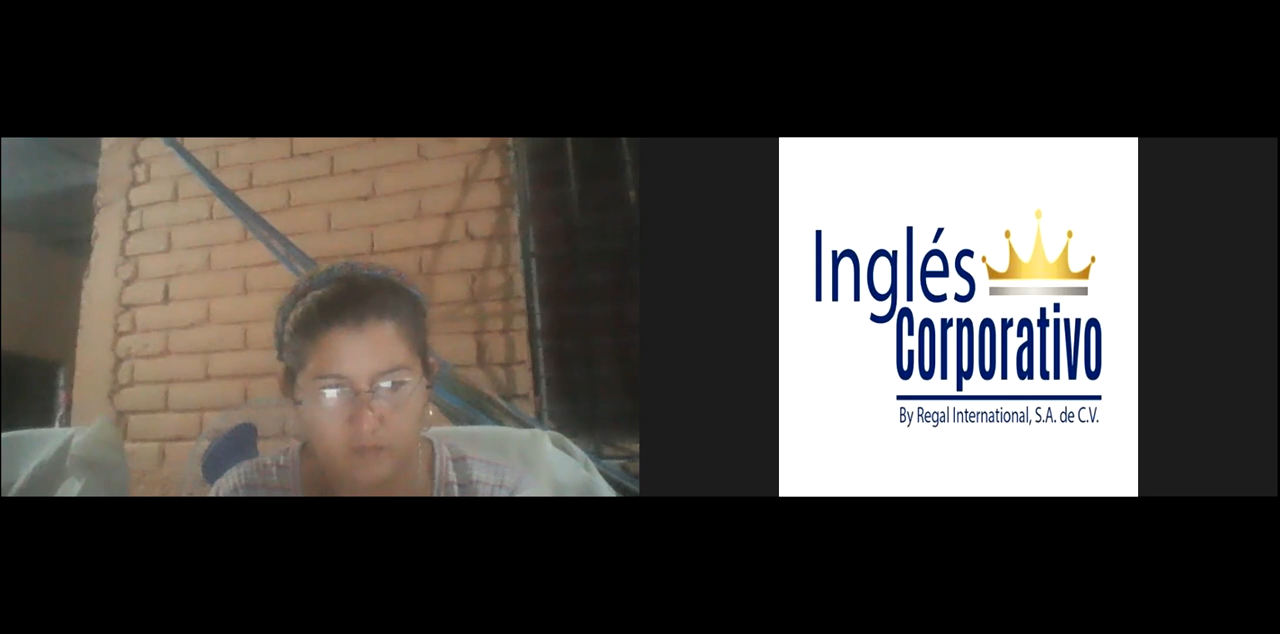 Inglés
Corporativo
By Regal International, S.A. de C.V.